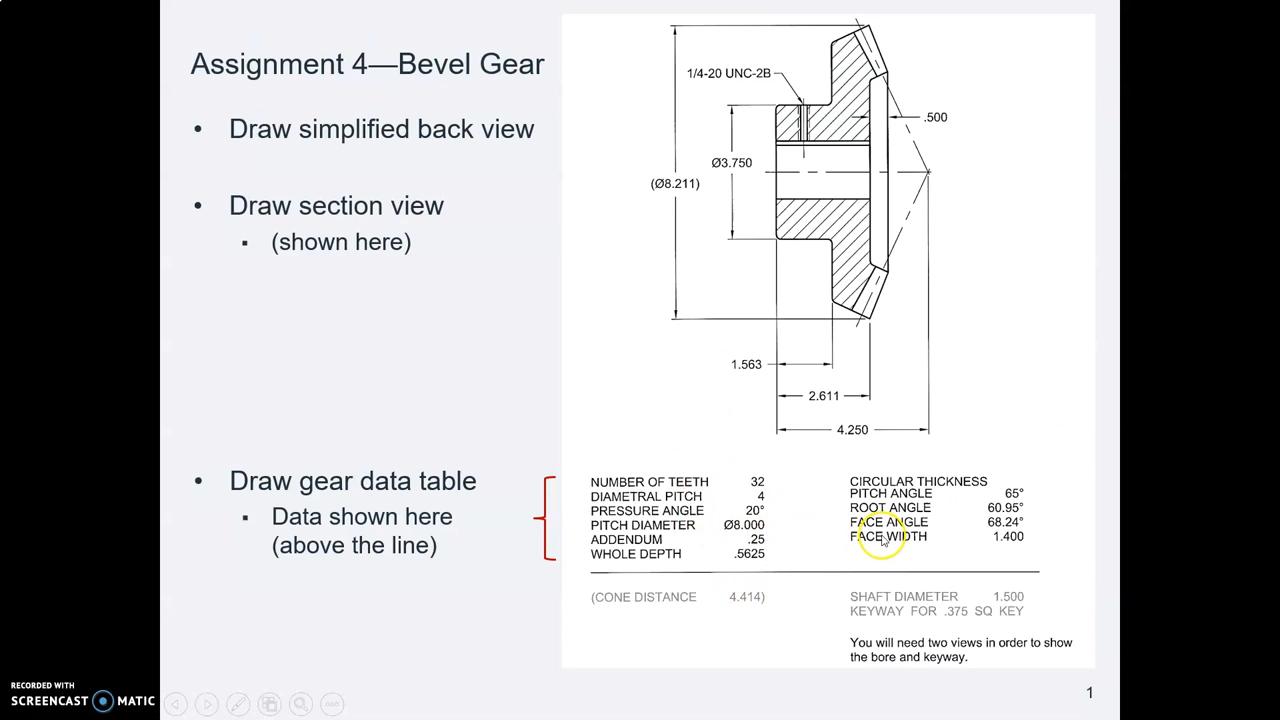 Assignment 4—Bevel Gear
• Draw simplified back view
• Draw section view
▪ (shown here)
• Draw gear data table
▪ Data shown here
(above the line)
1/4-20 UNC-2B
.500
Ø3.750
(Ø8.211)
1.563
2.611
4.250
NUMBER OF TEETH 32
DIAMETRAL PITCH 4
PRESSURE ANGLE 20°
PITCH DIAMETER Ø8.000
ADDENDUM .25
WHOLE DEPTH .5625
CIRCULAR THICKNESS
PITCH ANGLE 65°
ROOT ANGLE 60.95°
FACE ANGLE 68.24°
FACE WIDTH 1.400
(CONE DISTANCE 4.414)
SHAFT DIAMETER 1.500
KEYWAY FOR .375 SQ KEY
You will need two views in order to show
the bore and keyway.
1
RECORDED WITH
SCREENCAST MATIC